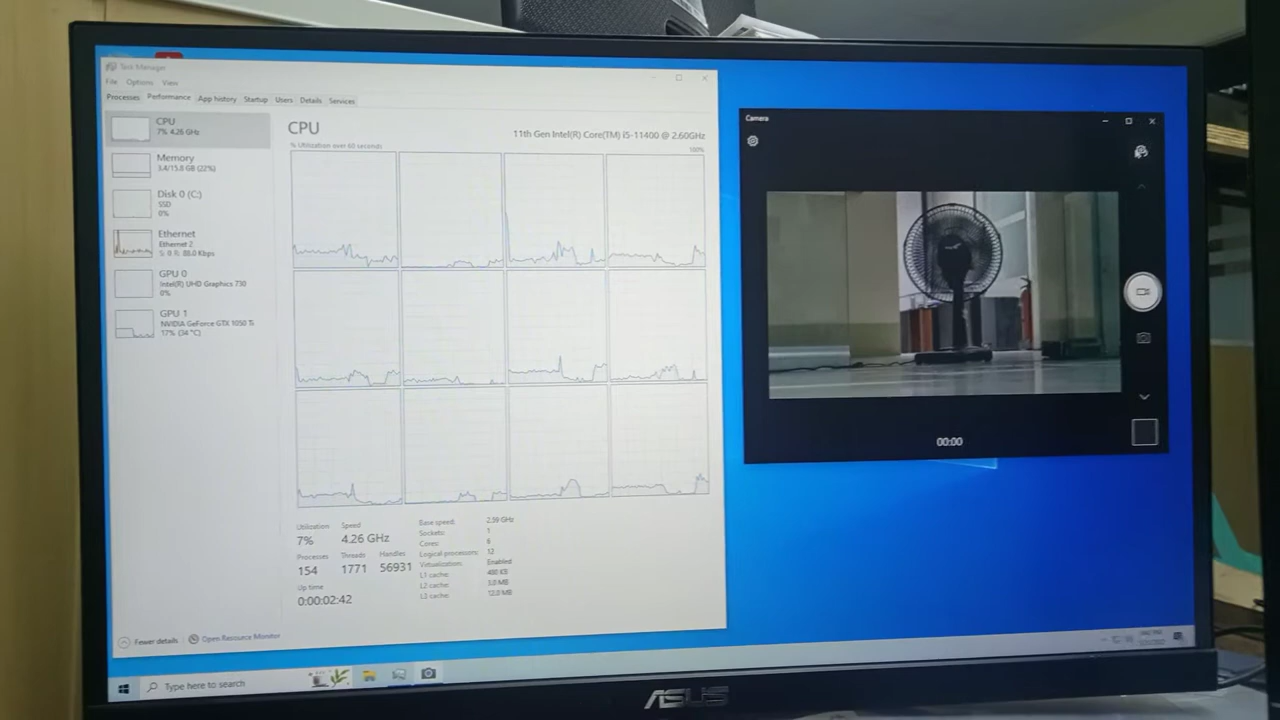 Task Manager
File Options View
Processes Performance App history Startup Users Details Services
CPU
7% 4.26 GHz
Memory
3.4/15.8 GB (22%)
Disk 0 (C:)
SSD
0%
Ethernet
Ethernet 2
S: 0 R: 88.0 Kbps
GPU 0
Intel(R) UHD Graphics 730
0%
GPU 1
NVIDIA GeForce GTX 1050 Ti
17% (34 °C)
CPU
11th Gen Intel(R) Core(TM) i5-11400 @ 2.60GHz
% Utilization over 60 seconds
100%
Utilization Speed
7% 4.26 GHz
Processes Threads Handles
154 1771 56931
Up time
0:00:02:42
Base speed: 2.59 GHz
Sockets: 1
Cores: 6
Logical processors: 12
Virtualization: Enabled
L1 cache: 480 KB
L2 cache: 3.0 MB
L3 cache: 12.0 MB
Fewer details Open Resource Monitor
Camera
00:00
Type here to search
ASUS